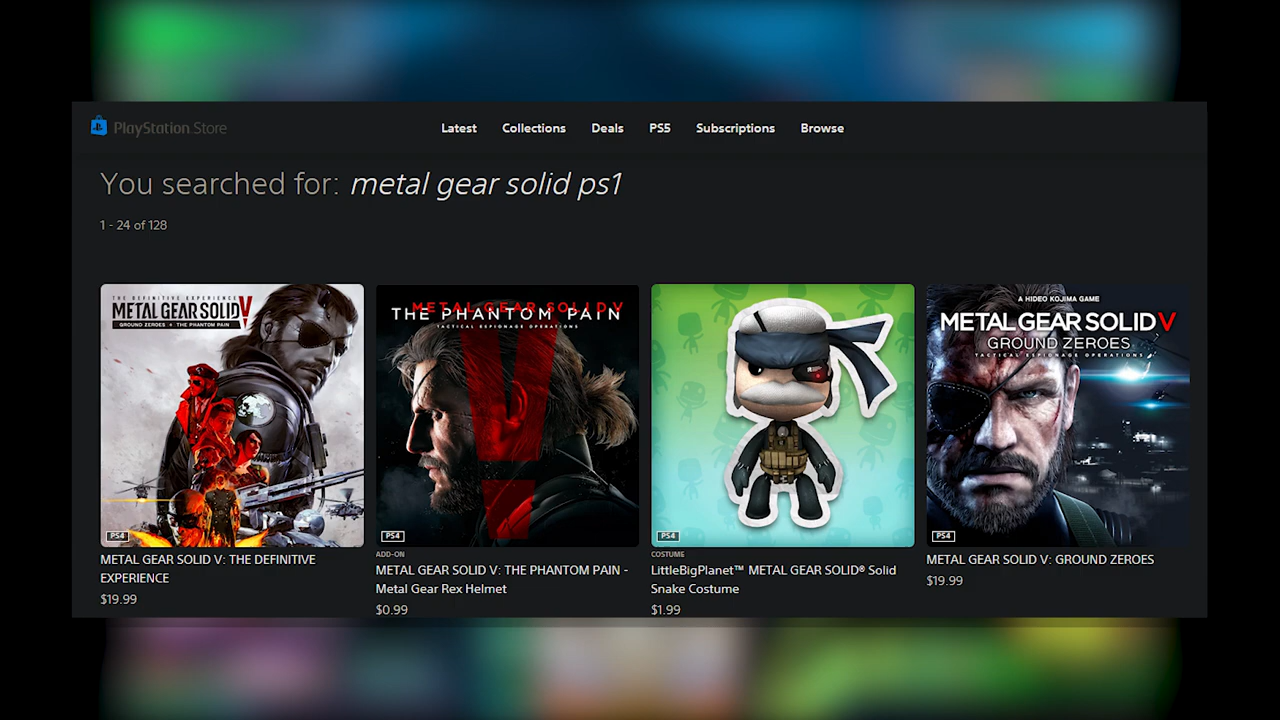 PlayStation Store
Latest Collections Deals PS5 Subscriptions Browse
You searched for: metal gear solid ps1
1 - 24 of 128
THE DEFINITIVE EXPERIENCE
METAL GEAR SOLID V
GROUND ZEROES + THE PHANTOM PAIN
PS4
METAL GEAR SOLID V: THE DEFINITIVE
EXPERIENCE
$19.99
METAL GEAR SOLID V
THE PHANTOM PAIN
TACTICAL ESPIONAGE OPERATIONS
PS4
ADD-ON
METAL GEAR SOLID V: THE PHANTOM PAIN -
Metal Gear Rex Helmet
$0.99
PS4
COSTUME
LittleBigPlanet™ METAL GEAR SOLID® Solid
Snake Costume
$1.99
A HIDEO KOJIMA GAME
METAL GEAR SOLID V
GROUND ZEROES
TACTICAL ESPIONAGE OPERATIONS
PS4
METAL GEAR SOLID V: GROUND ZEROES
$19.99